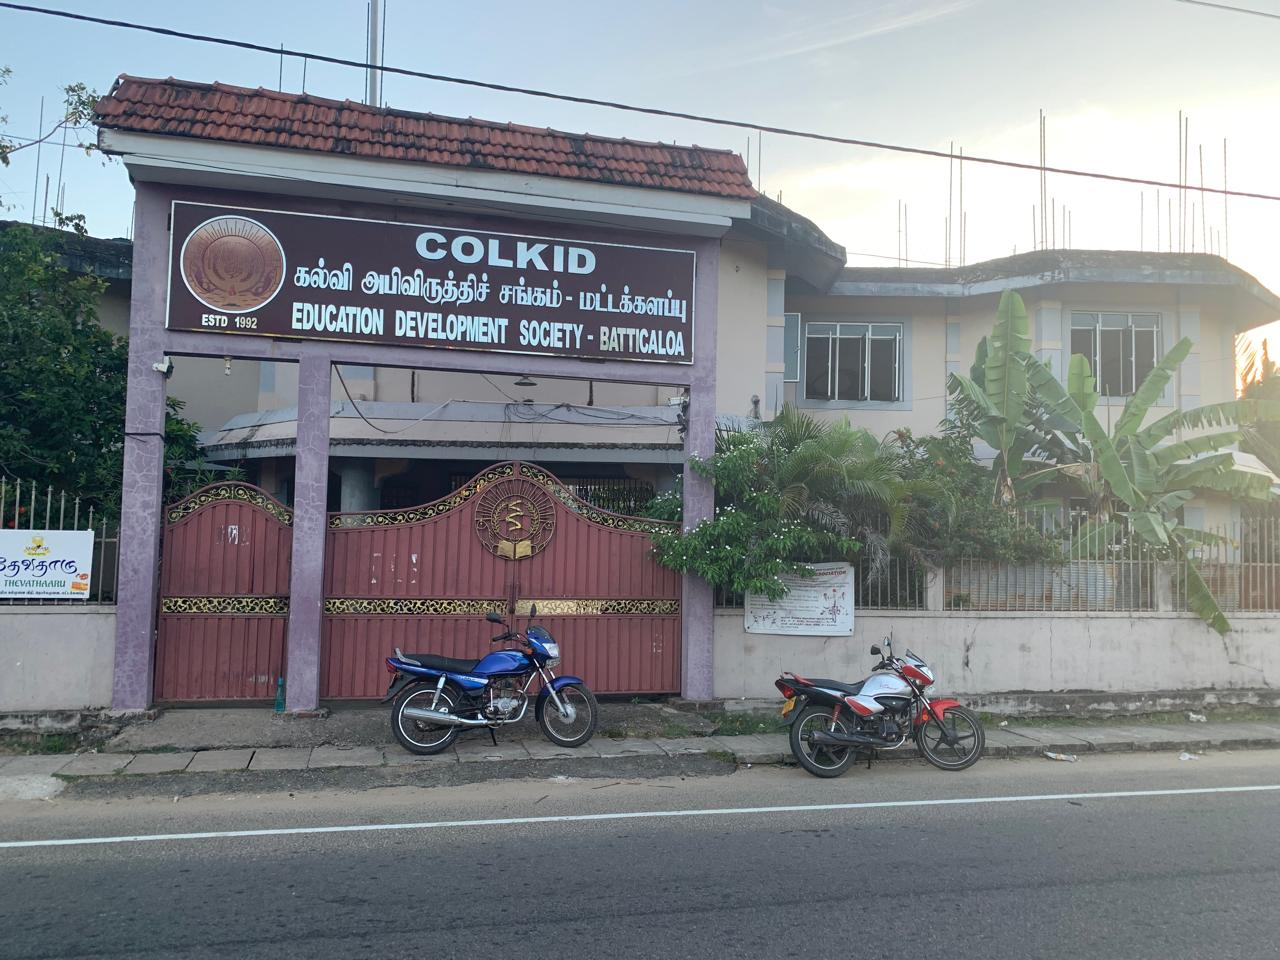 COLKID
கல்வி அபிவிருத்திச் சங்கம் - மட்டக்களப்பு
ESTD 1992
EDUCATION DEVELOPMENT SOCIETY - BATTICALOA
தேவதாரு
THEVATHAARU